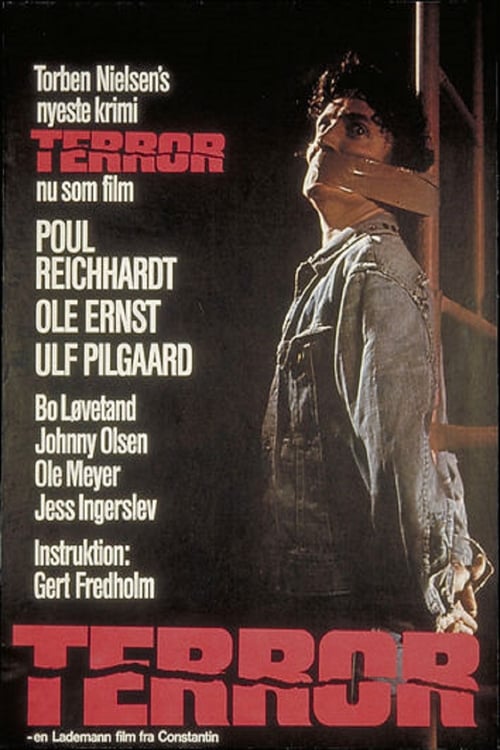 Torben Nielsen's
nyeste krimi
TERROR
nu som film
POUL
REICHHARDT
OLE ERNST
ULF PILGAARD
Bo Løvetand
Johnny Olsen
Ole Meyer
Jess Ingerslev
Instruktion:
Gert Fredholm
TERROR
- en Lademann film fra Constantin